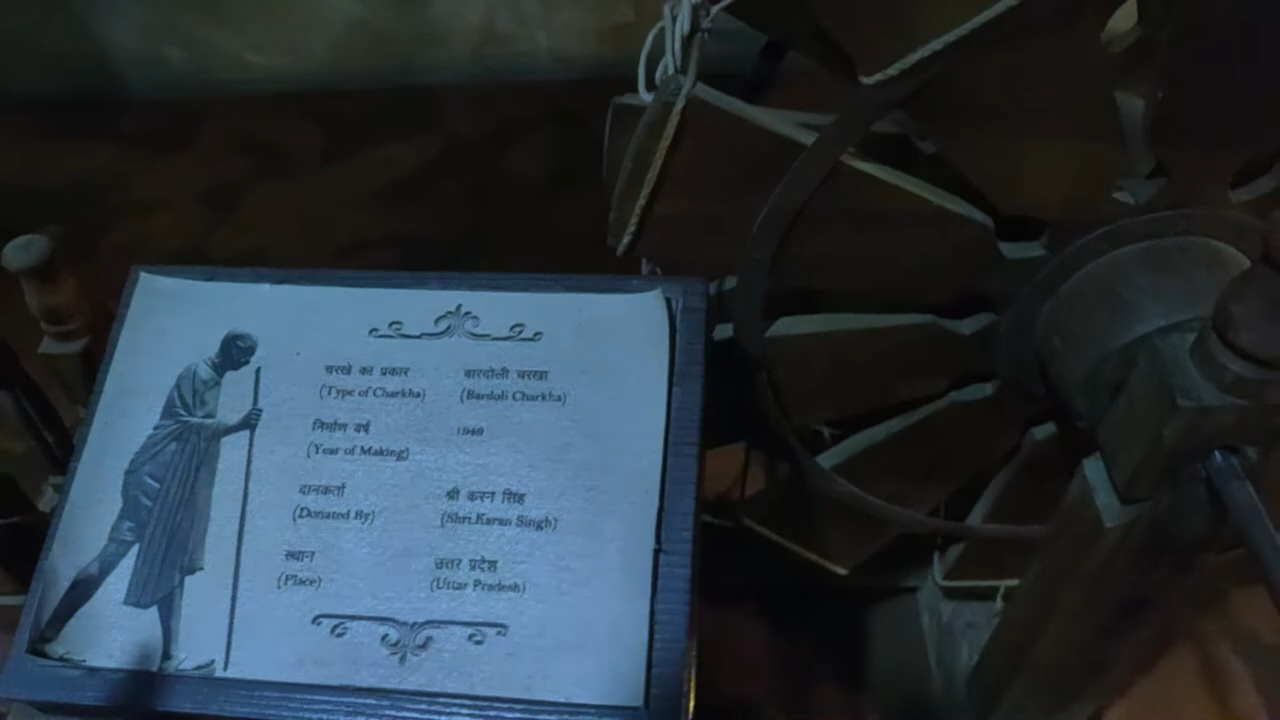 चरखे का प्रकार बारदोली चरखा
(Type of Charkha) (Bardoli Charkha)
निर्माण वर्ष 1940
(Year of Making)
दानकर्ता श्री करन सिंह
(Donated By) (Shri.Karan Singh)
स्थान उत्तर प्रदेश
(Place) (Uttar Pradesh)